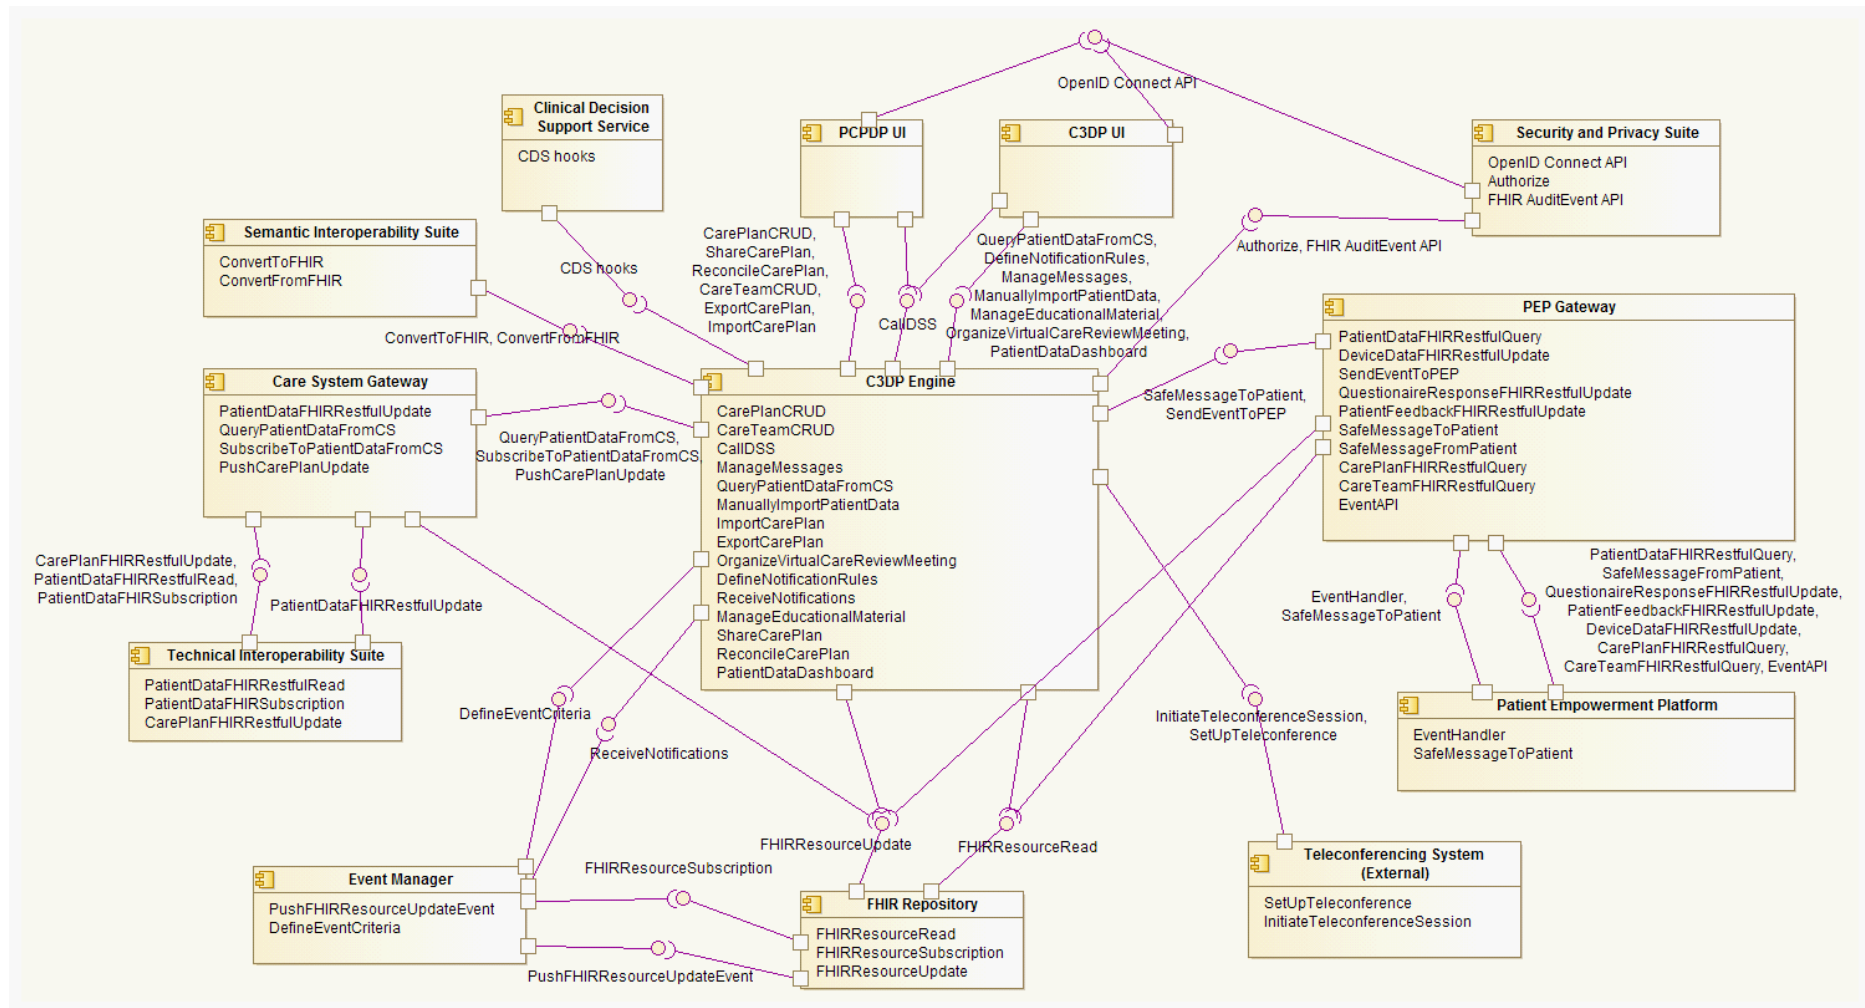 OpenID Connect API
Clinical Decision
Support Service
CDS hooks
PCPDP UI
C3DP UI
Security and Privacy Suite
OpenID Connect API
Authorize
FHIR AuditEvent API
Semantic Interoperability Suite
ConvertToFHIR
ConvertFromFHIR
CDS hooks
CarePlanCRUD,
ShareCarePlan,
ReconcileCarePlan,
CareTeamCRUD,
ExportCarePlan,
ImportCarePlan
CallDSS
QueryPatientDataFromCS,
DefineNotificationRules,
ManageMessages,
ManuallyImportPatientData,
ManageEducationalMaterial,
OrganizeVirtualCareReviewMeeting,
PatientDataDashboard
Authorize, FHIR AuditEvent API
ConvertToFHIR, ConvertFromFHIR
PEP Gateway
PatientDataFHIRRestfulQuery
DeviceDataFHIRRestfulUpdate
SendEventToPEP
QuestionaireResponseFHIRRestfulUpdate
PatientFeedbackFHIRRestfulUpdate
SafeMessageToPatient
SafeMessageFromPatient
CarePlanFHIRRestfulQuery
CareTeamFHIRRestfulQuery
EventAPI
Care System Gateway
PatientDataFHIRRestfulUpdate
QueryPatientDataFromCS
SubscribeToPatientDataFromCS
PushCarePlanUpdate
QueryPatientDataFromCS,
SubscribeToPatientDataFromCS,
PushCarePlanUpdate
C3DP Engine
CarePlanCRUD
CareTeamCRUD
CallDSS
ManageMessages
QueryPatientDataFromCS
ManuallyImportPatientData
ImportCarePlan
ExportCarePlan
OrganizeVirtualCareReviewMeeting
DefineNotificationRules
ReceiveNotifications
ManageEducationalMaterial
ShareCarePlan
ReconcileCarePlan
PatientDataDashboard
SafeMessageToPatient,
SendEventToPEP
CarePlanFHIRRestfulUpdate,
PatientDataFHIRRestfulRead,
PatientDataFHIRSubscription
PatientDataFHIRRestfulUpdate
Technical Interoperability Suite
PatientDataFHIRRestfulRead
PatientDataFHIRSubscription
CarePlanFHIRRestfulUpdate
EventHandler,
SafeMessageToPatient
PatientDataFHIRRestfulQuery,
SafeMessageFromPatient,
QuestionaireResponseFHIRRestfulUpdate,
PatientFeedbackFHIRRestfulUpdate,
DeviceDataFHIRRestfulUpdate,
CarePlanFHIRRestfulQuery,
CareTeamFHIRRestfulQuery, EventAPI
Patient Empowerment Platform
EventHandler
SafeMessageToPatient
DefineEventCriteria
ReceiveNotifications
InitiateTeleconferenceSession,
SetUpTeleconference
FHIRResourceUpdate
FHIRResourceRead
Teleconferencing System
(External)
SetUpTeleconference
InitiateTeleconferenceSession
Event Manager
PushFHIRResourceUpdateEvent
DefineEventCriteria
FHIRResourceSubscription
PushFHIRResourceUpdateEvent
FHIR Repository
FHIRResourceRead
FHIRResourceSubscription
FHIRResourceUpdate